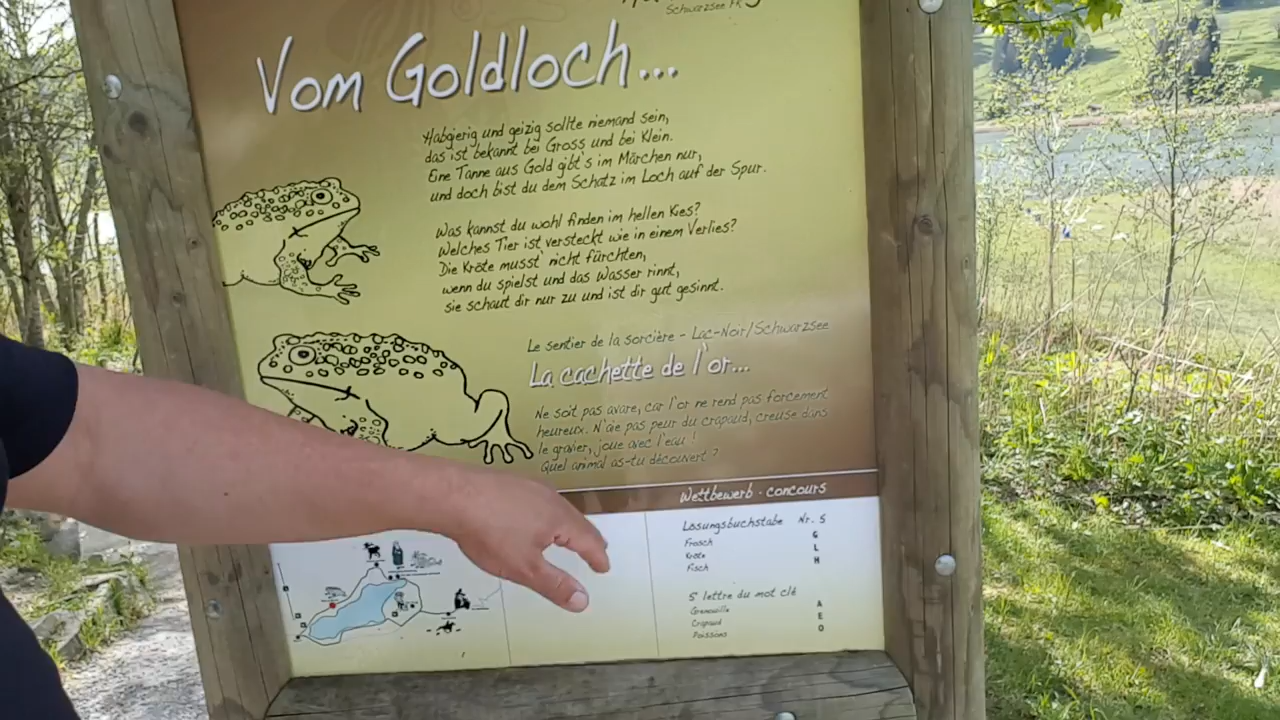 Schwarzsee FR
Vom Goldloch...
Habgierig und geizig sollte niemand sein,
das ist bekannt bei Gross und bei Klein.
Eine Tanne aus Gold gibt's im Märchen nur,
und doch bist du dem Schatz im Loch auf der Spur.
Was kannst du wohl finden im hellen Kies?
Welches Tier ist versteckt wie in einem Verlies?
Die Kröte musst nicht fürchten,
wenn du spielst und das Wasser rinnt,
sie schaut dir nur zu und ist dir gut gesinnt.
Le sentier de la sorcière - Lac-Noir/Schwarzsee
La cachette de l'or...
Ne soit pas avare, car l'or ne rend pas forcement
heureux. N'aie pas peur du crapaud, creuse dans
le gravier, joue avec l'eau !
Quel animal as-tu découvert ?
Wettbewerb - concours
Lösungsbuchstabe Nr. 5
Frosch G
Kröte L
Fisch H
5e lettre du mot clé
Grenouille A
Crapaud E
Poissons O